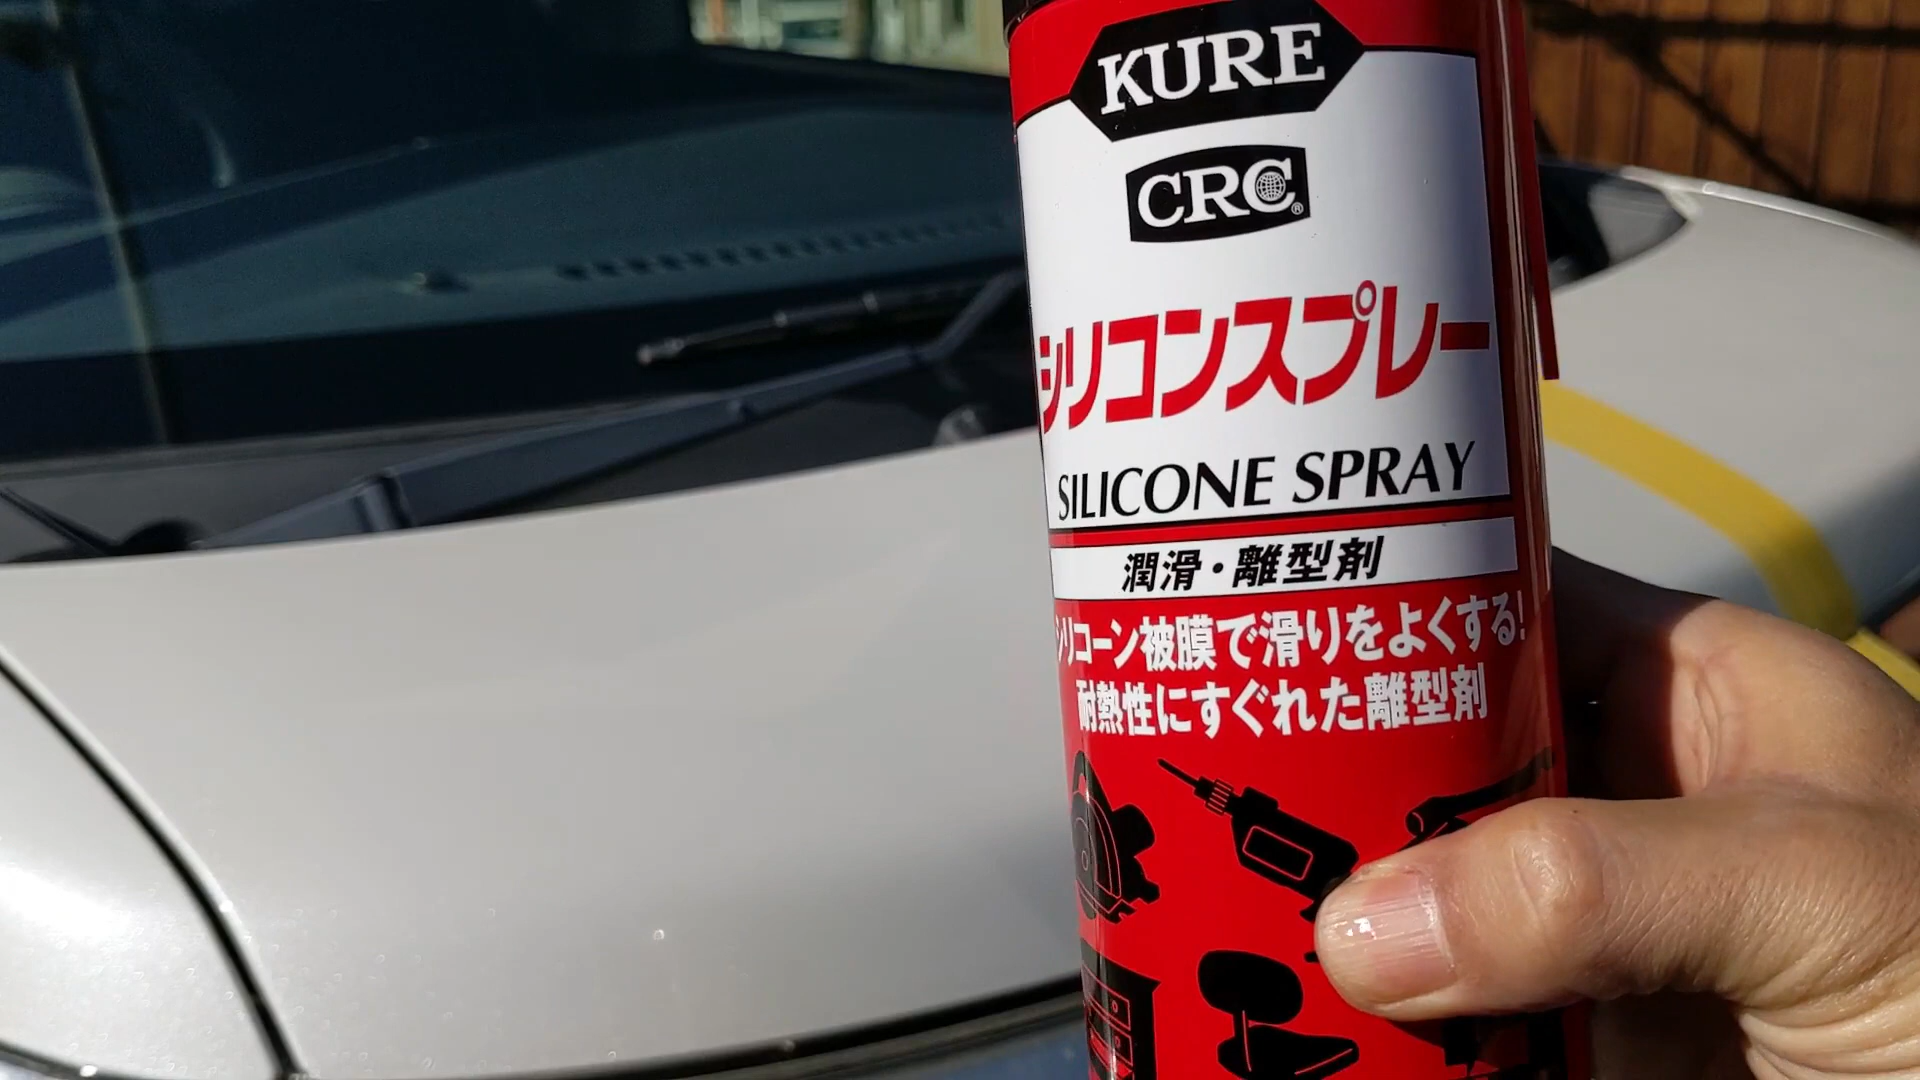 KURE
CRC®
シリコンスプレー
SILICONE SPRAY
潤滑・離型剤
シリコーン被膜で滑りをよくする!
耐熱性にすぐれた離型剤